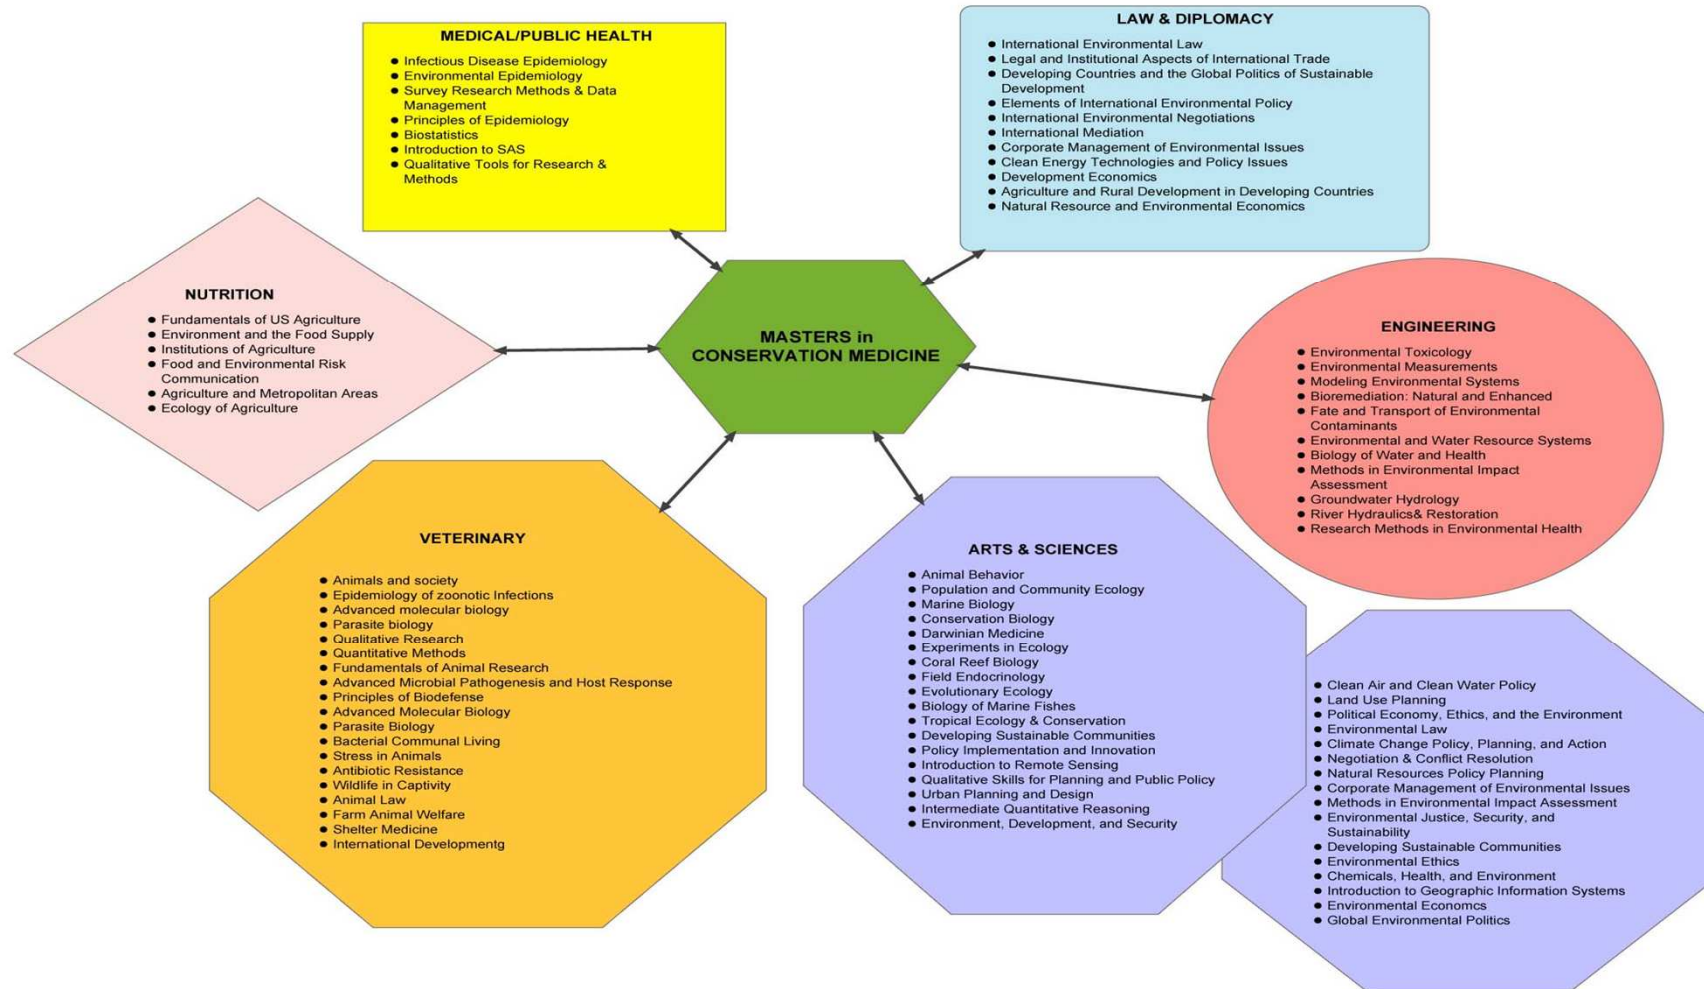 MEDICAL/PUBLIC HEALTH
● Infectious Disease Epidemiology
● Environmental Epidemiology
● Survey Research Methods & Data
Management
● Principles of Epidemiology
● Biostatistics
● Introduction to SAS
● Qualitative Tools for Research &
Methods
LAW & DIPLOMACY
● International Environmental Law
● Legal and Institutional Aspects of International Trade
● Developing Countries and the Global Politics of Sustainable
Development
● Elements of International Environmental Policy
● International Environmental Negotiations
● International Mediation
● Corporate Management of Environmental Issues
● Clean Energy Technologies and Policy Issues
● Development Economics
● Agriculture and Rural Development in Developing Countries
● Natural Resource and Environmental Economics
NUTRITION
● Fundamentals of US Agriculture
● Environment and the Food Supply
● Institutions of Agriculture
● Food and Environmental Risk
Communication
● Agriculture and Metropolitan Areas
● Ecology of Agriculture
MASTERS in
CONSERVATION MEDICINE
ENGINEERING
● Environmental Toxicology
● Environmental Measurements
● Modeling Environmental Systems
● Bioremediation: Natural and Enhanced
● Fate and Transport of Environmental
Contaminants
● Environmental and Water Resource Systems
● Biology of Water and Health
● Methods in Environmental Impact
Assessment
● Groundwater Hydrology
● River Hydraulics& Restoration
● Research Methods in Environmental Health
VETERINARY
● Animals and society
● Epidemiology of zoonotic Infections
● Advanced molecular biology
● Parasite biology
● Qualitative Research
● Quantitative Methods
● Fundamentals of Animal Research
● Advanced Microbial Pathogenesis and Host Response
● Principles of Biodefense
● Advanced Molecular Biology
● Parasite Biology
● Bacterial Communal Living
● Stress in Animals
● Antibiotic Resistance
● Wildlife in Captivity
● Animal Law
● Farm Animal Welfare
● Shelter Medicine
● International Developmentg
ARTS & SCIENCES
● Animal Behavior
● Population and Community Ecology
● Marine Biology
● Conservation Biology
● Darwinian Medicine
● Experiments in Ecology
● Coral Reef Biology
● Field Endocrinology
● Evolutionary Ecology
● Biology of Marine Fishes
● Tropical Ecology & Conservation
● Developing Sustainable Communities
● Policy Implementation and Innovation
● Introduction to Remote Sensing
● Qualitative Skills for Planning and Public Policy
● Urban Planning and Design
● Intermediate Quantitative Reasoning
● Environment, Development, and Security
● Clean Air and Clean Water Policy
● Land Use Planning
● Political Economy, Ethics, and the Environment
● Environmental Law
● Climate Change Policy, Planning, and Action
● Negotiation & Conflict Resolution
● Natural Resources Policy Planning
● Corporate Management of Environmental Issues
● Methods in Environmental Impact Assessment
● Environmental Justice, Security, and
Sustainability
● Developing Sustainable Communities
● Environmental Ethics
● Chemicals, Health, and Environment
● Introduction to Geographic Information Systems
● Environmental Economcs
● Global Environmental Politics